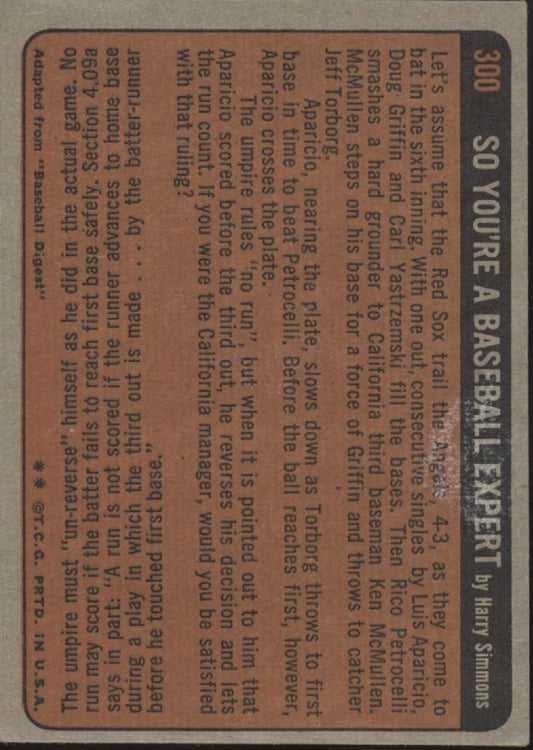 300 SO YOU'RE A BASEBALL EXPERT by Harry Simmons
Let's assume that the Red Sox trail the Angels, 4-3, as they come to
bat in the sixth inning. With one out, consecutive singles by Luis Aparicio,
Doug Griffin and Carl Yastrzemski fill the bases. Then Rico Petrocelli
smashes a hard grounder to California third baseman Ken McMullen.
McMullen steps on his base for a force of Griffin and throws to catcher
Jeff Torborg.
Aparicio, nearing the plate, slows down as Torborg throws to first
base in time to beat Petrocelli. Before the ball reaches first, however,
Aparicio crosses the plate.
The umpire rules "no run", but when it is pointed out to him that
Aparicio scored before the third out, he reverses his decision and lets
the run count. If you were the California manager, would you be satisfied
with that ruling?
The umpire must "un-reverse" himself as he did in the actual game. No
run may score if the batter fails to reach first base safely. Section 4.09a
says in part: "A run is not scored if the runner advances to home base
during a play in which the third out is made . . . by the batter-runner
before he touched first base."
Adapted from "Baseball Digest" ** ©T.C.G. PRTD. IN U.S.A.